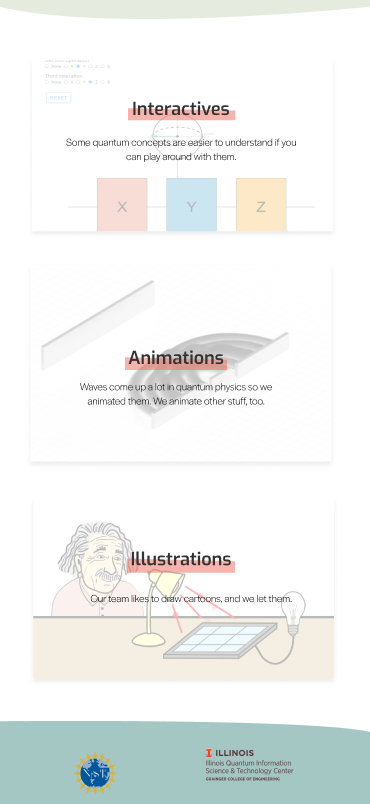 Third operation
RESET
Interactives
Some quantum concepts are easier to understand if you
can play around with them.
X Y Z
Animations
Waves come up a lot in quantum physics so we
animated them. We animate other stuff, too.
Illustrations
Our team likes to draw cartoons, and we let them.
NSF
I ILLINOIS
Illinois Quantum Information
Science & Technology Center
GRAINGER COLLEGE OF ENGINEERING